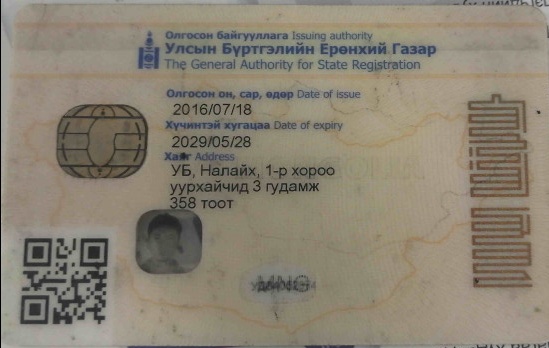 Олгосон байгууллага Issuing authority
Улсын Бүртгэлийн Ерөнхий Газар
The General Authority for State Registration
Олгосон он, сар, өдөр Date of issue
2016/07/18
Хүчинтэй хугацаа Date of expiry
2029/05/28
Хаяг Address
УБ, Налайх, 1-р хороо
уурхайчид 3 гудамж
358 тоот
MNG